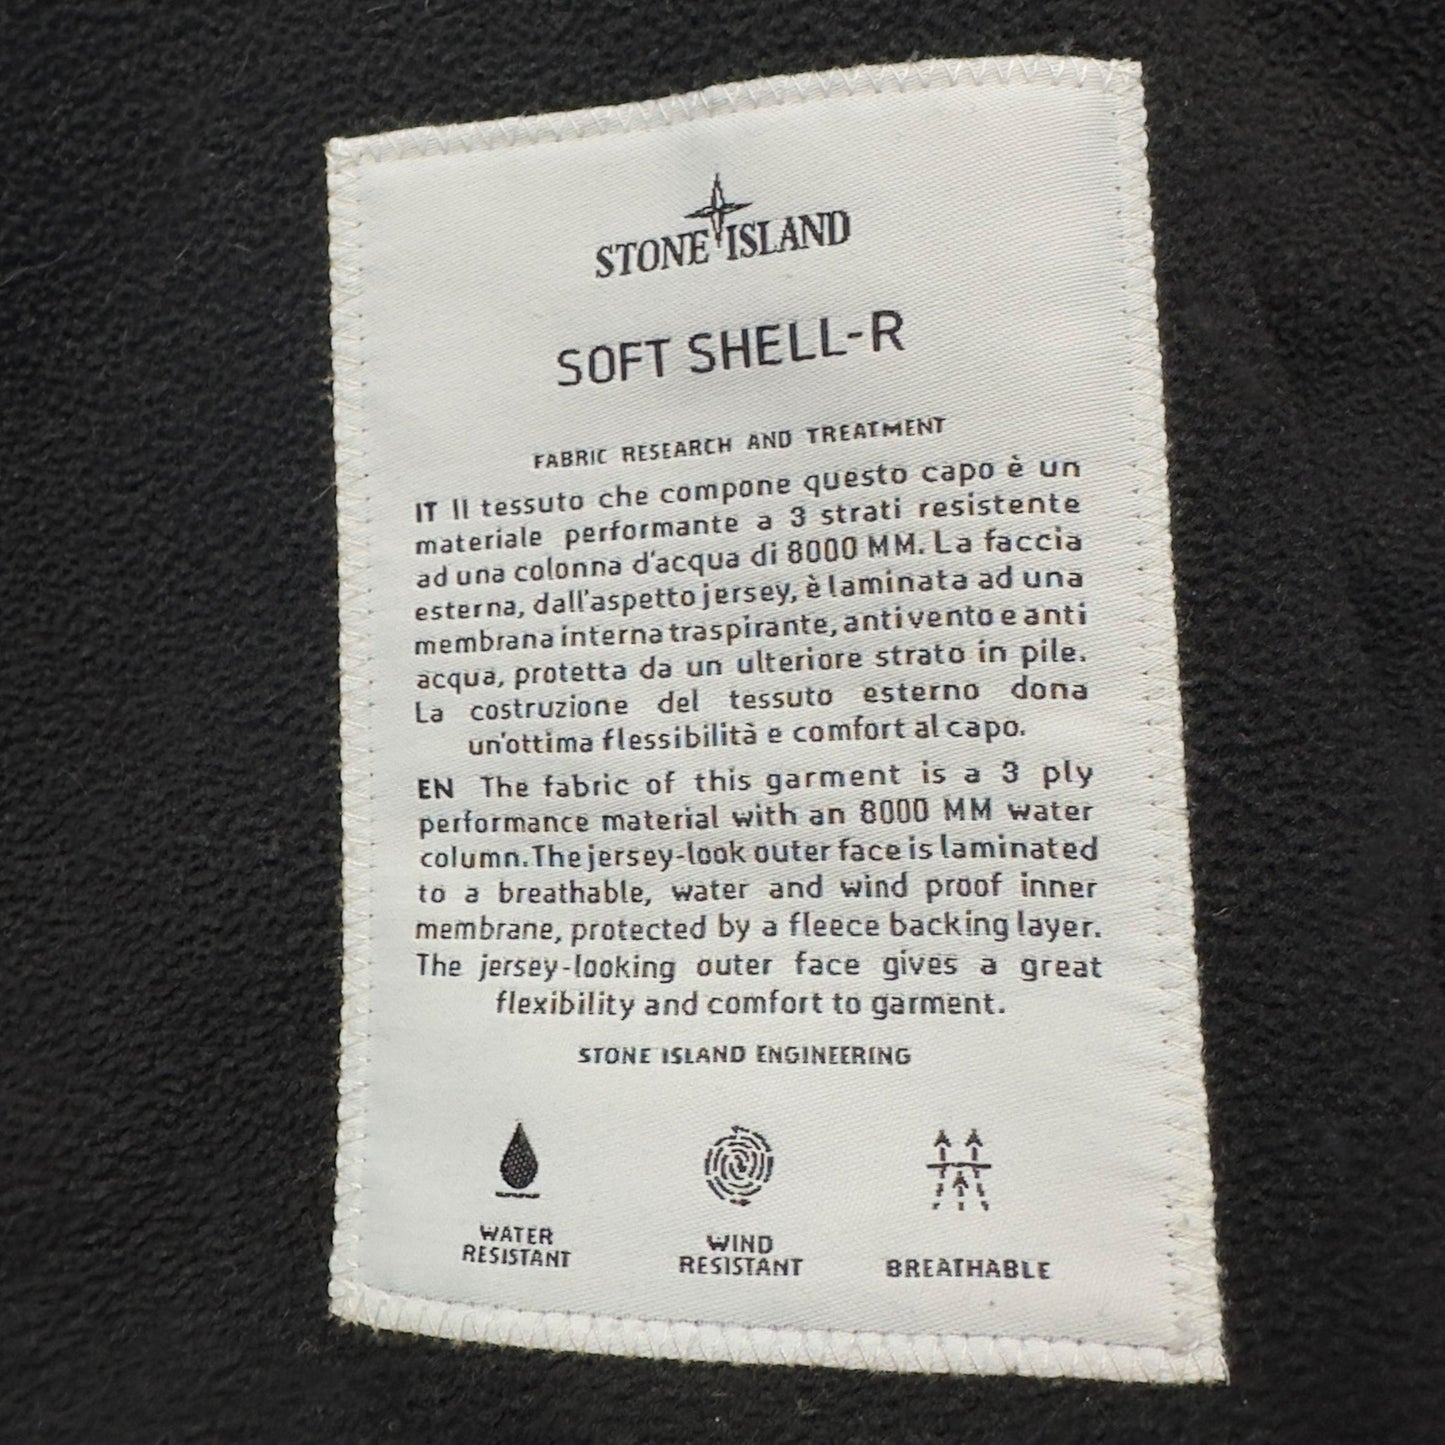 STONE ISLAND
SOFT SHELL-R
FABRIC RESEARCH AND TREATMENT
IT Il tessuto che compone questo capo è un
materiale performante a 3 strati resistente
ad una colonna d'acqua di 8000 MM. La faccia
esterna, dall'aspetto jersey, è laminata ad una
membrana interna traspirante, antivento e anti
acqua, protetta da un ulteriore strato in pile.
La costruzione del tessuto esterno dona
un'ottima flessibilità e comfort al capo.
EN The fabric of this garment is a 3 ply
performance material with an 8000 MM water
column. The jersey-look outer face is laminated
to a breathable, water and wind proof inner
membrane, protected by a fleece backing layer.
The jersey-looking outer face gives a great
flexibility and comfort to garment.
STONE ISLAND ENGINEERING
WATER
RESISTANT
WIND
RESISTANT
BREATHABLE